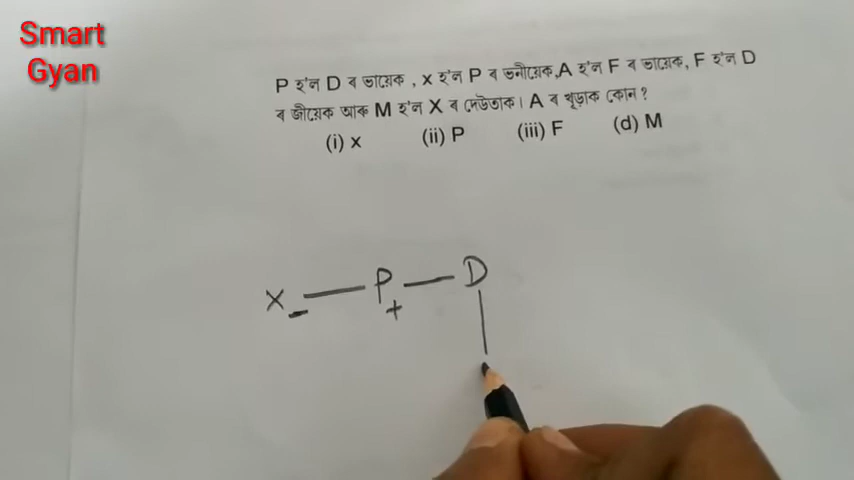 Smart
Gyan
P হ'ল D ৰ ভায়েক , x হ'ল P ৰ ভনীয়েক,A হ'ল F ৰ ভায়েক, F হ'ল D
ৰ জীয়েক আৰু M হ'ল X ৰ দেউতাক। A ৰ খুড়াক কোন ?
(i) x (ii) P (iii) F (d) M
X - P + D